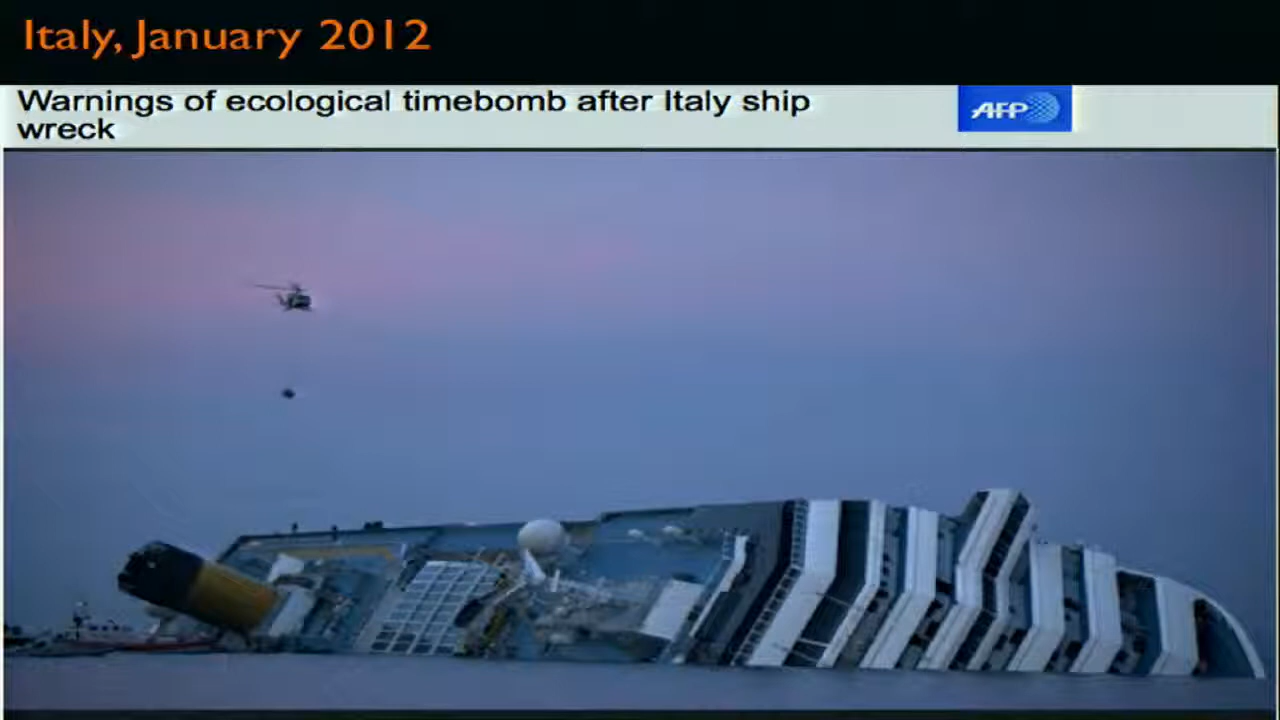 Italy, January 2012
Warnings of ecological timebomb after Italy ship
wreck
AFP